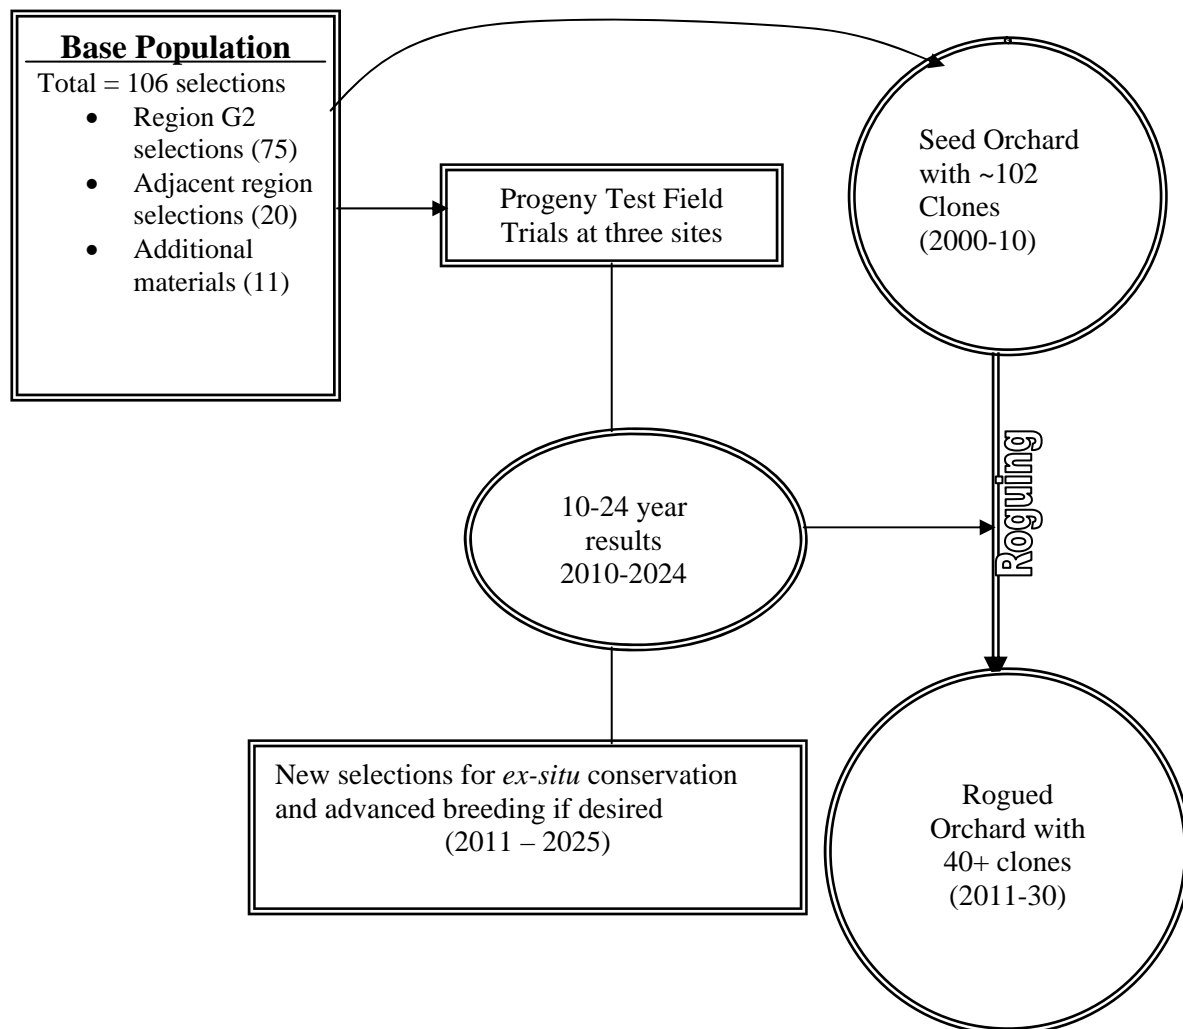 Base Population
Total = 106 selections
• Region G2
selections (75)
• Adjacent region
selections (20)
• Additional
materials (11)
Progeny Test Field
Trials at three sites
Seed Orchard
with ~102
Clones
(2000-10)
10-24 year
results
2010-2024
Roguing
New selections for ex-situ conservation
and advanced breeding if desired
(2011 – 2025)
Rogued
Orchard with
40+ clones
(2011-30)